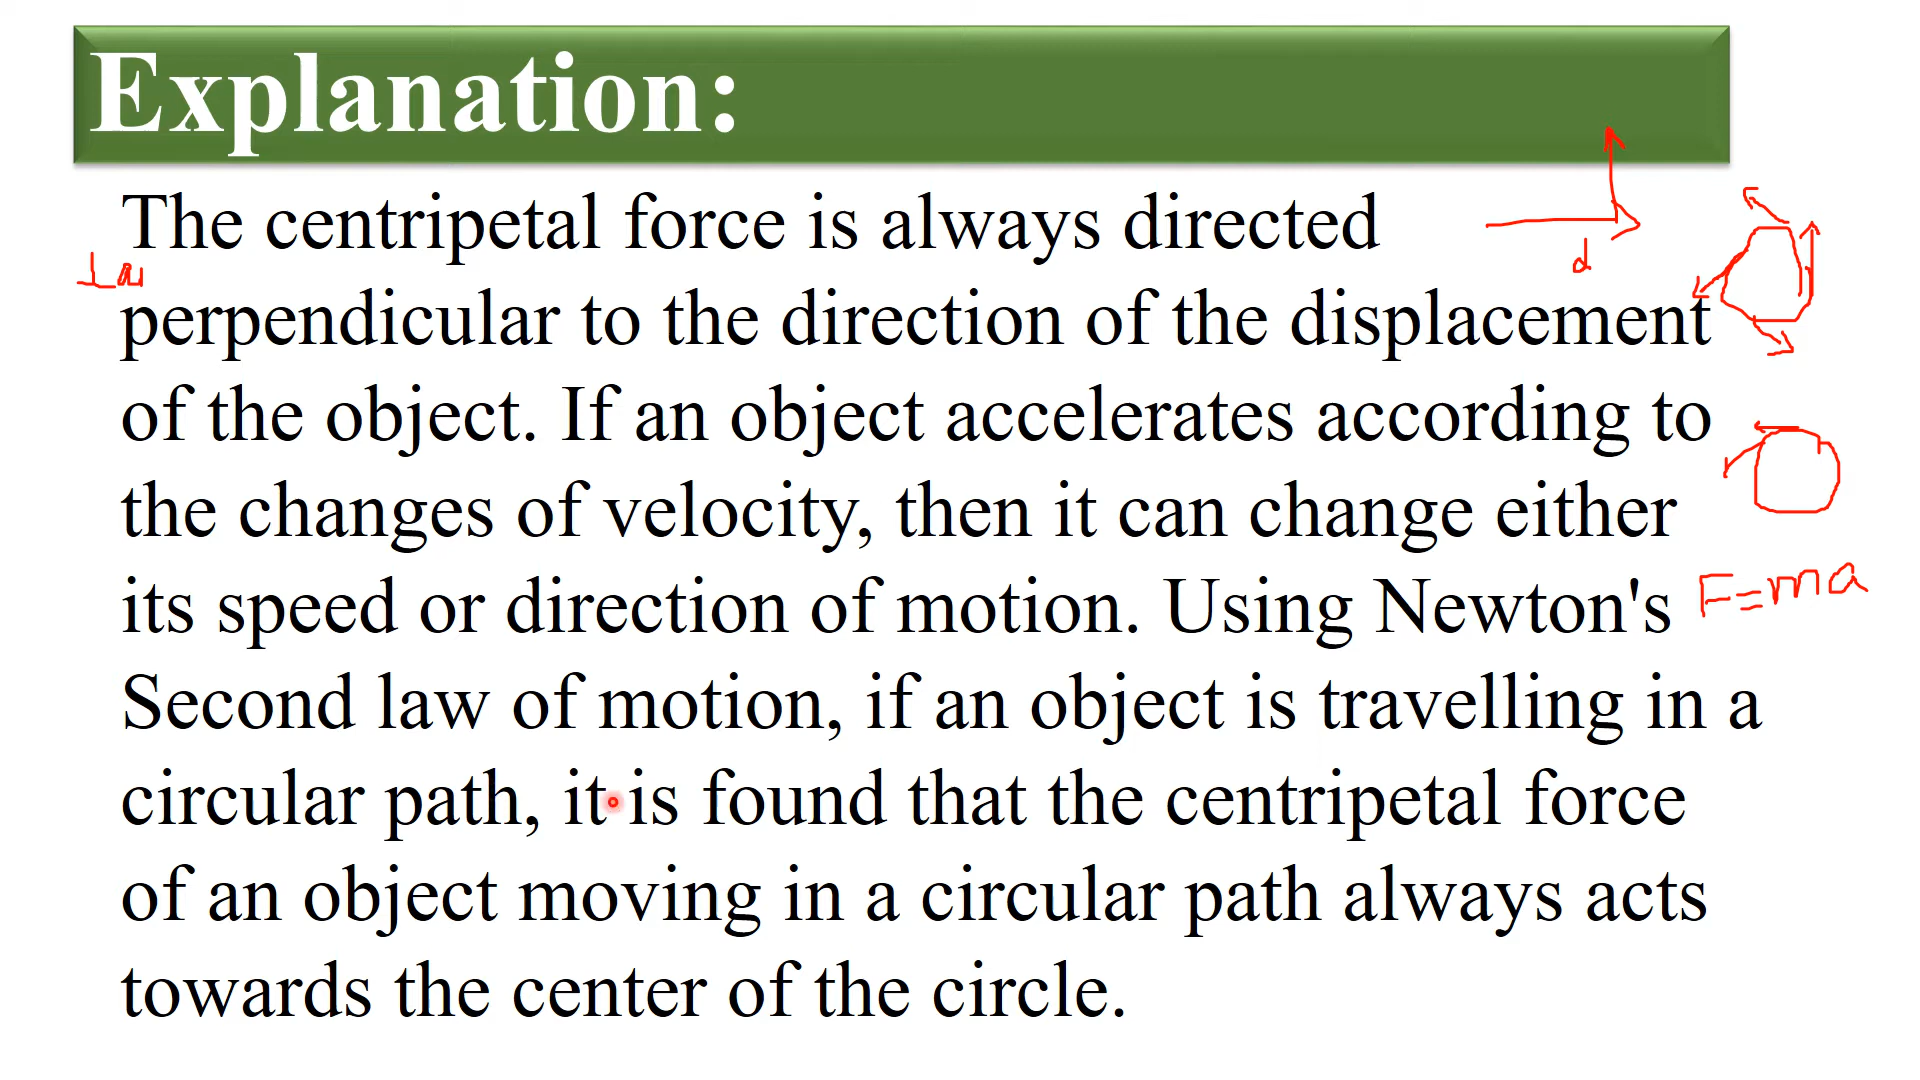 Explanation:
The centripetal force is always directed
d
perpendicular to the direction of the displacement
of the object. If an object accelerates according to
the changes of velocity, then it can change either
its speed or direction of motion. Using Newton's
F=ma
Second law of motion, if an object is travelling in a
circular path, it is found that the centripetal force
of an object moving in a circular path always acts
towards the center of the circle.